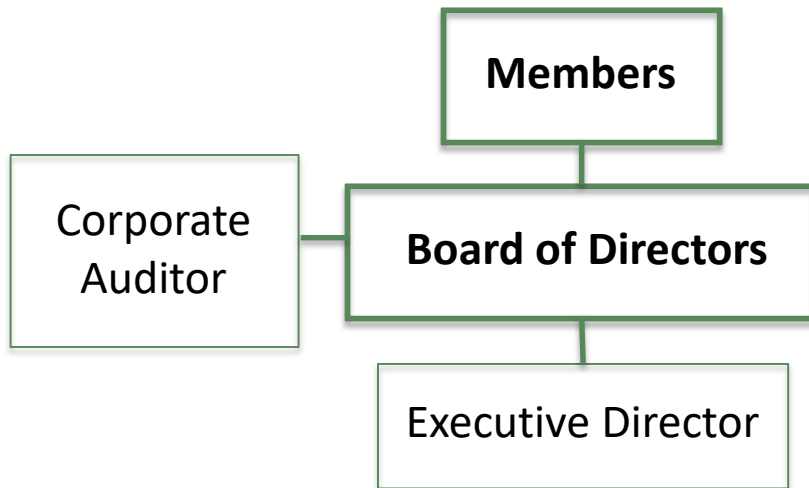 Members
Corporate
Auditor
Board of Directors
Executive Director